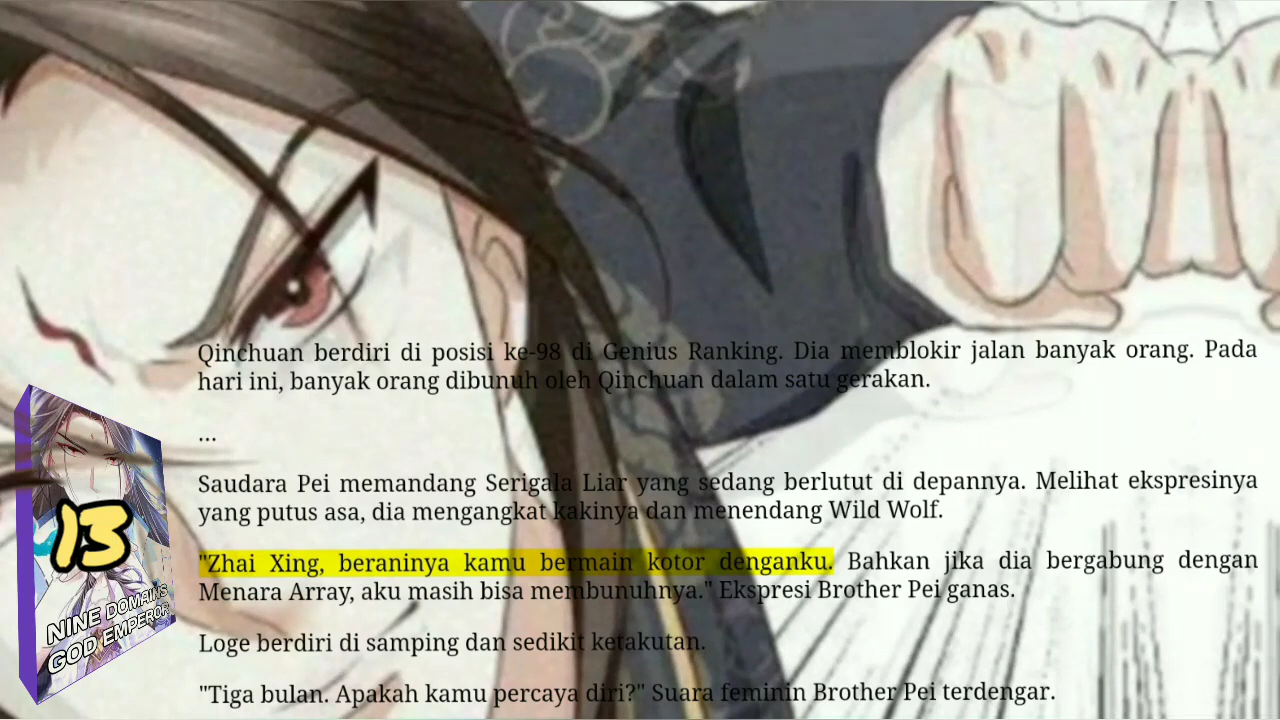 Qinchuan berdiri di posisi ke-98 di Genius Ranking. Dia memblokir jalan banyak orang. Pada
hari ini, banyak orang dibunuh oleh Qinchuan dalam satu gerakan.
...
Saudara Pei memandang Serigala Liar yang sedang berlutut di depannya. Melihat ekspresinya
yang putus asa, dia mengangkat kakinya dan menendang Wild Wolf.
"Zhai Xing, beraninya kamu bermain kotor denganku. Bahkan jika dia bergabung dengan
Menara Array, aku masih bisa membunuhnya." Ekspresi Brother Pei ganas.
Loge berdiri di samping dan sedikit ketakutan.
"Tiga bulan. Apakah kamu percaya diri?" Suara feminin Brother Pei terdengar.
13
NINE DOMAINS
GOD EMPEROR